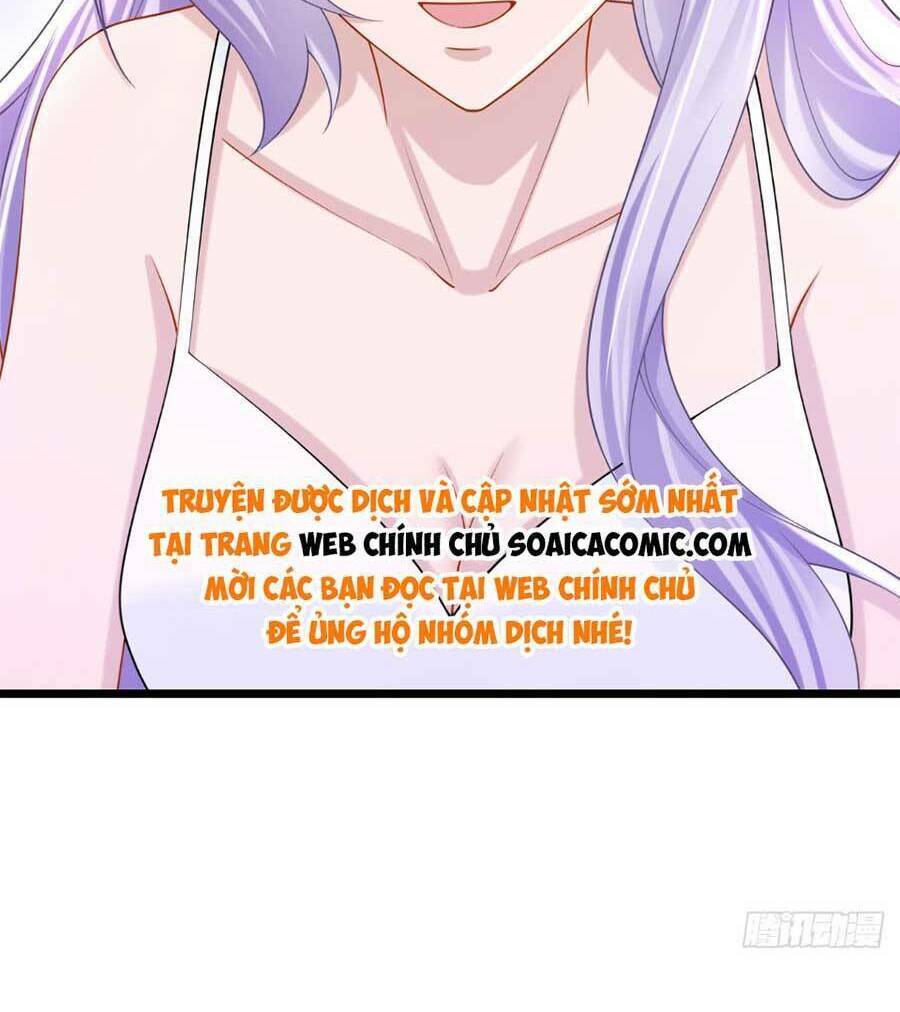 TRUYỆN ĐƯỢC DỊCH VÀ CẬP NHẬT SỚM NHẤT
TẠI TRANG WEB CHÍNH CHỦ SOAICACOMIC.COM
MỜI CÁC BẠN ĐỌC TẠI WEB CHÍNH CHỦ
ĐỂ ỦNG HỘ NHÓM DỊCH NHÉ!
腾讯动漫